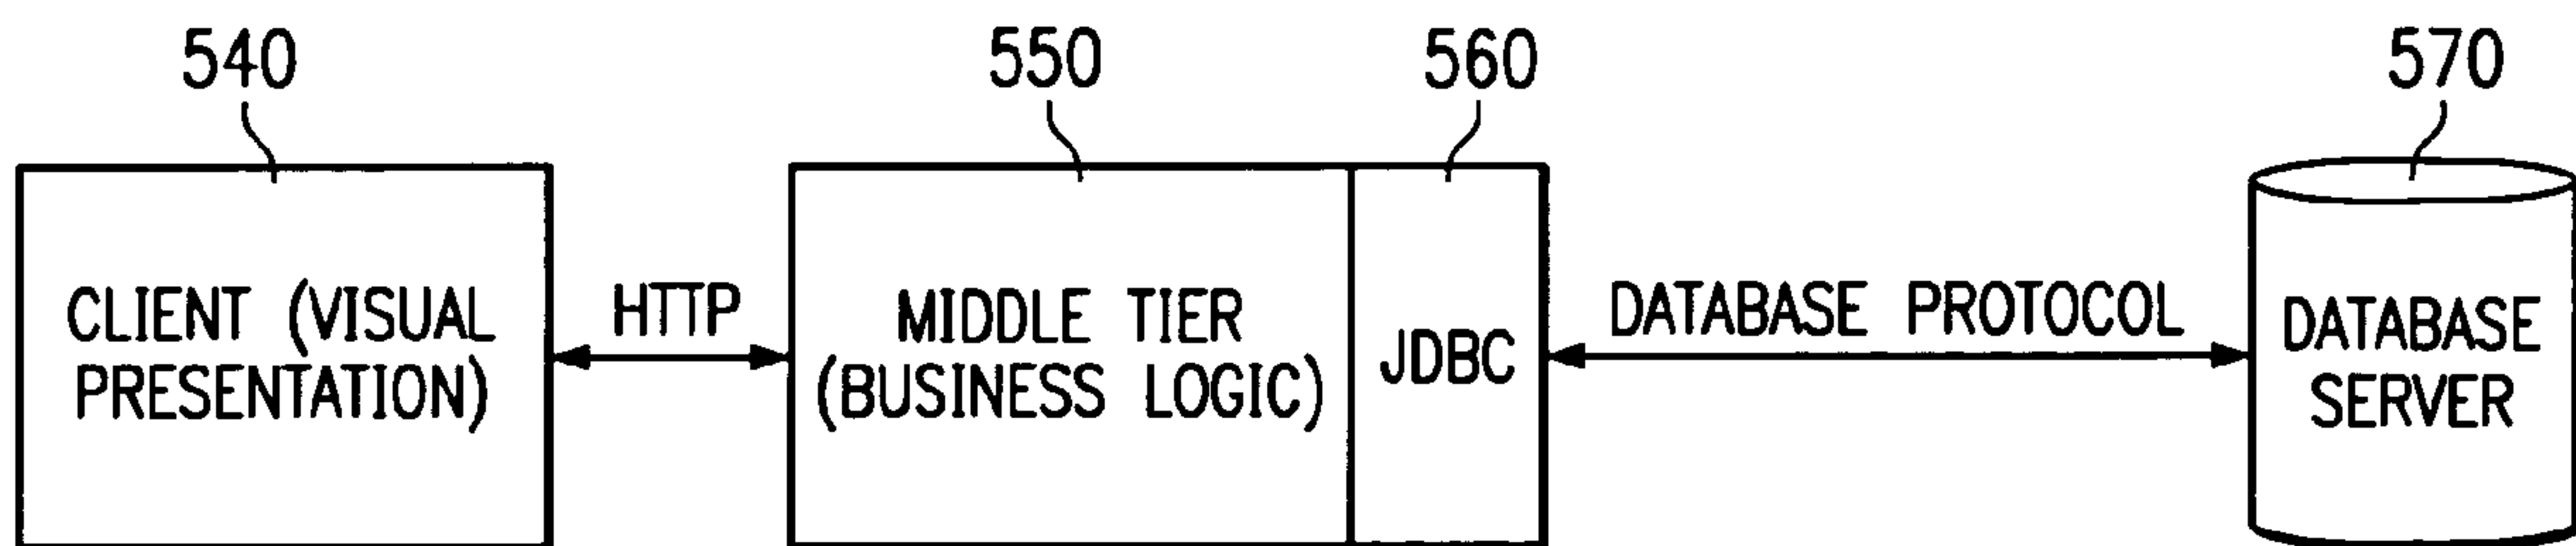 540
550
560
570
CLIENT (VISUAL
PRESENTATION)
HTTP
MIDDLE TIER
(BUSINESS LOGIC)
JDBC
DATABASE PROTOCOL
DATABASE
SERVER